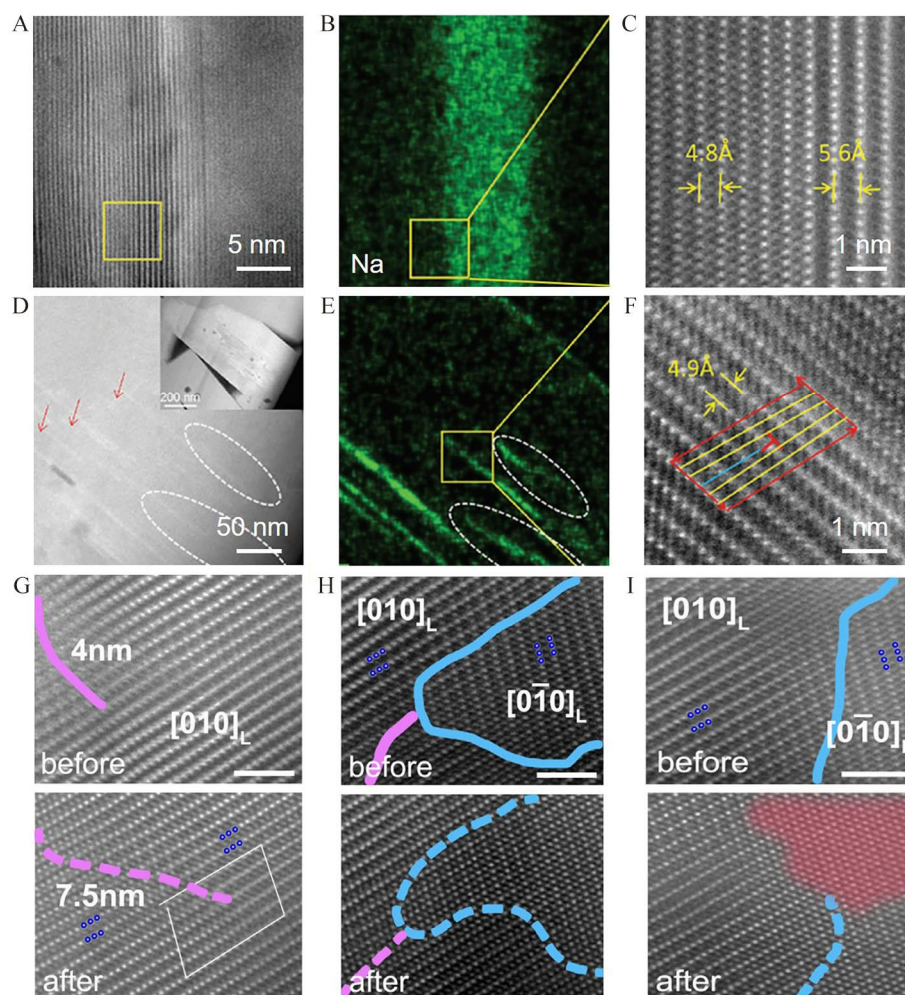 A
5 nm
B
Na
C
4.8Å
5.6Å
1 nm
D
200 nm
50 nm
E
F
4.9Å
1 nm
G
4nm
[010]L
before
7.5nm
after
H
[010]L
[01̄0]L
before
after
I
[010]L
[01̄0]
before
after